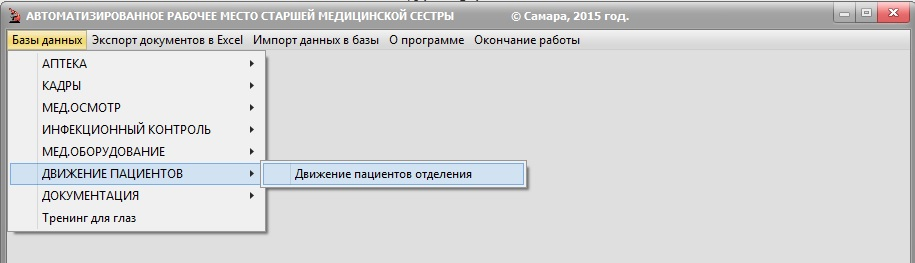 АВТОМАТИЗИРОВАННОЕ РАБОЧЕЕ МЕСТО СТАРШЕЙ МЕДИЦИНСКОЙ СЕСТРЫ © Самара, 2015 год.
Базы данных Экспорт документов в Excel Импорт данных в базы О программе Окончание работы
АПТЕКА
КАДРЫ
МЕД.ОСМОТР
ИНФЕКЦИОННЫЙ КОНТРОЛЬ
МЕД.ОБОРУДОВАНИЕ
ДВИЖЕНИЕ ПАЦИЕНТОВ Движение пациентов отделения
ДОКУМЕНТАЦИЯ
Тренинг для глаз